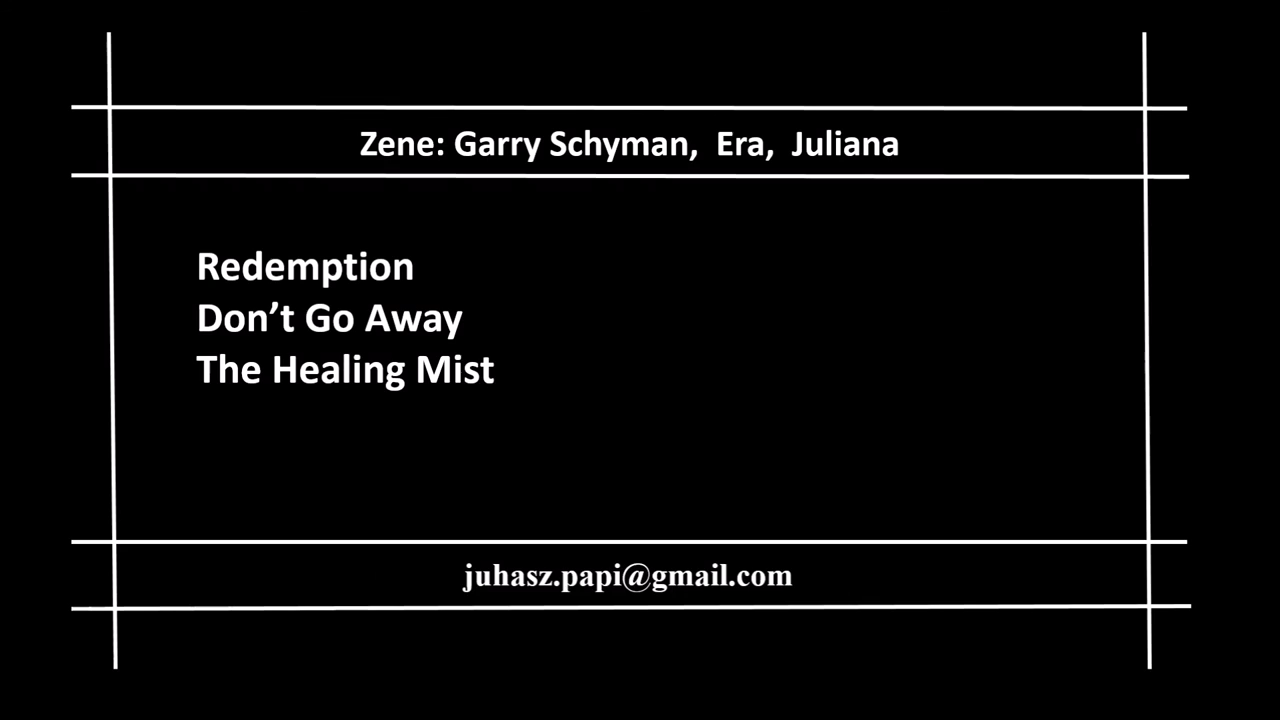 Zene: Garry Schyman, Era, Juliana
Redemption
Don’t Go Away
The Healing Mist
juhasz.papi@gmail.com